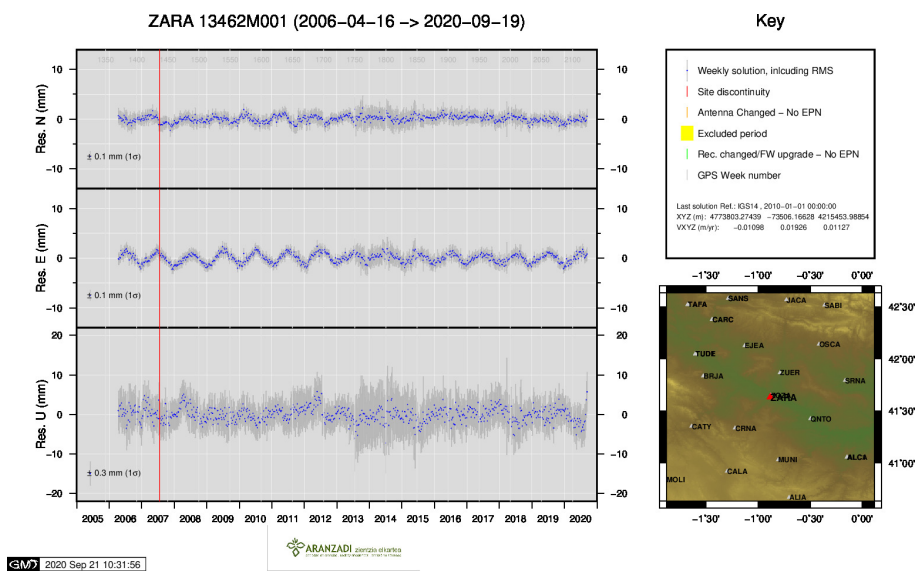 ZARA 13462M001 (2006−04−16 −> 2020−09−19)
1350 1400 1450 1500 1550 1600 1650 1700 1750 1800 1850 1900 1950 2000 2050 2100
Res. N (mm)
10 10
0 0
−10 −10
± 0.1 mm (1σ)
Res. E (mm)
10 10
0 0
−10 −10
± 0.1 mm (1σ)
Res. U (mm)
20 20
10 10
0 0
−10 −10
−20 −20
± 0.3 mm (1σ)
2005 2006 2007 2008 2009 2010 2011 2012 2013 2014 2015 2016 2017 2018 2019 2020
Key
Weekly solution, inlcuding RMS
Site discontinuity
Antenna Changed − No EPN
Excluded period
Rec. changed/FW upgrade − No EPN
GPS Week number
Last solution Ref.: IGS14 , 2010−01−01 00:00:00
XYZ (m): 4773803.27439 −73506.16628 4215453.98854
VXYZ (m/yr): −0.01098 0.01926 0.01127
−1˚30' −1˚00' −0˚30' 0˚00'
TAFA SANS JACA SABI
42˚30'
CARC
EJEA OSCA
TUDE
42˚00'
BRJA ZUER SRNA
ZARA
41˚30'
CATY CRNA QNTO
MUNI ALCA
41˚00'
CALA
MOLI
ALIA
−1˚30' −1˚00' −0˚30' 0˚00'
ARANZADI zientzia elkartea
GMT 2020 Sep 21 10:31:56